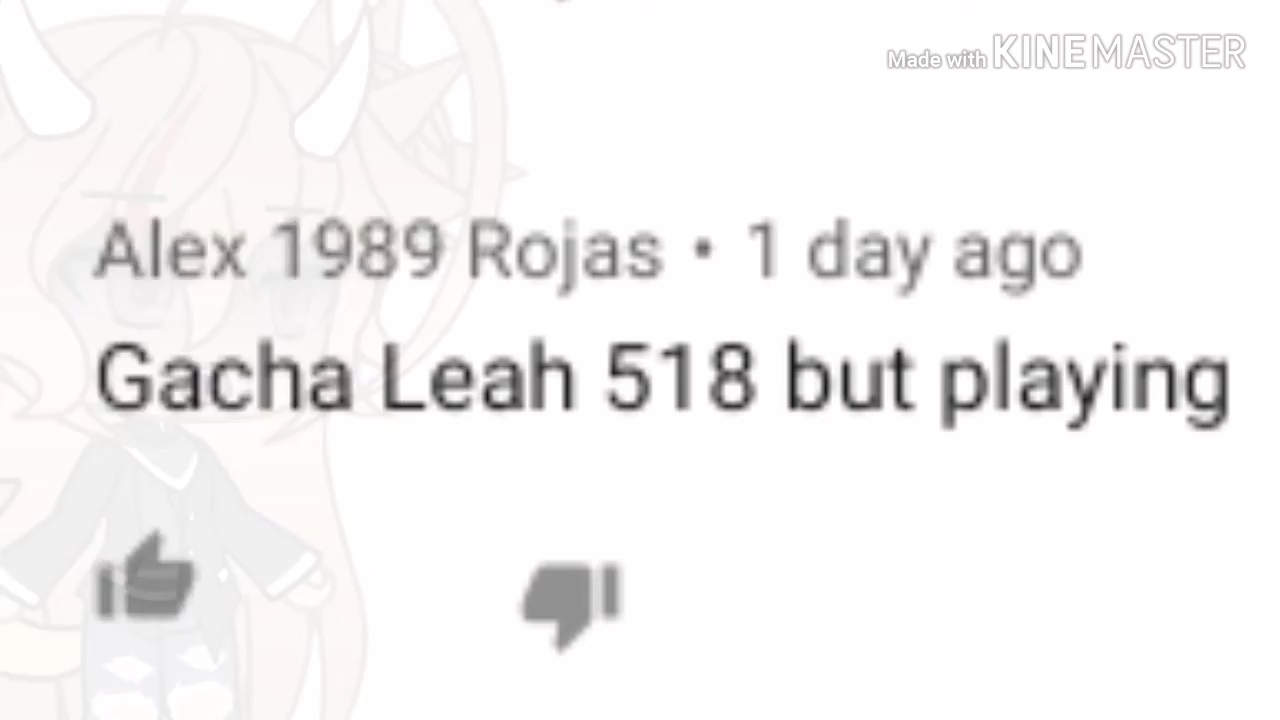 Made with KINEMASTER
Alex 1989 Rojas • 1 day ago
Gacha Leah 518 but playing